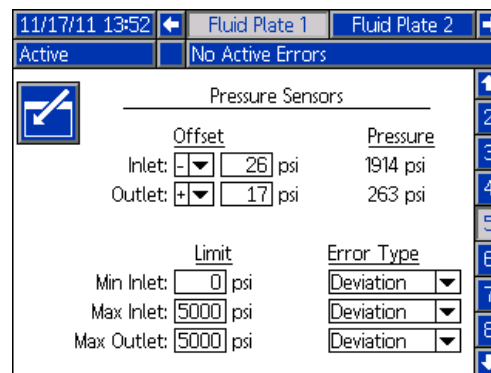 11/17/11 13:52 Fluid Plate 1 Fluid Plate 2
Active No Active Errors
Pressure Sensors
Offset Pressure
Inlet: - 26 psi 1914 psi
Outlet: + 17 psi 263 psi
Limit Error Type
Min Inlet: 0 psi Deviation
Max Inlet: 5000 psi Deviation
Max Outlet: 5000 psi Deviation
2
3
4
5
6
7
8